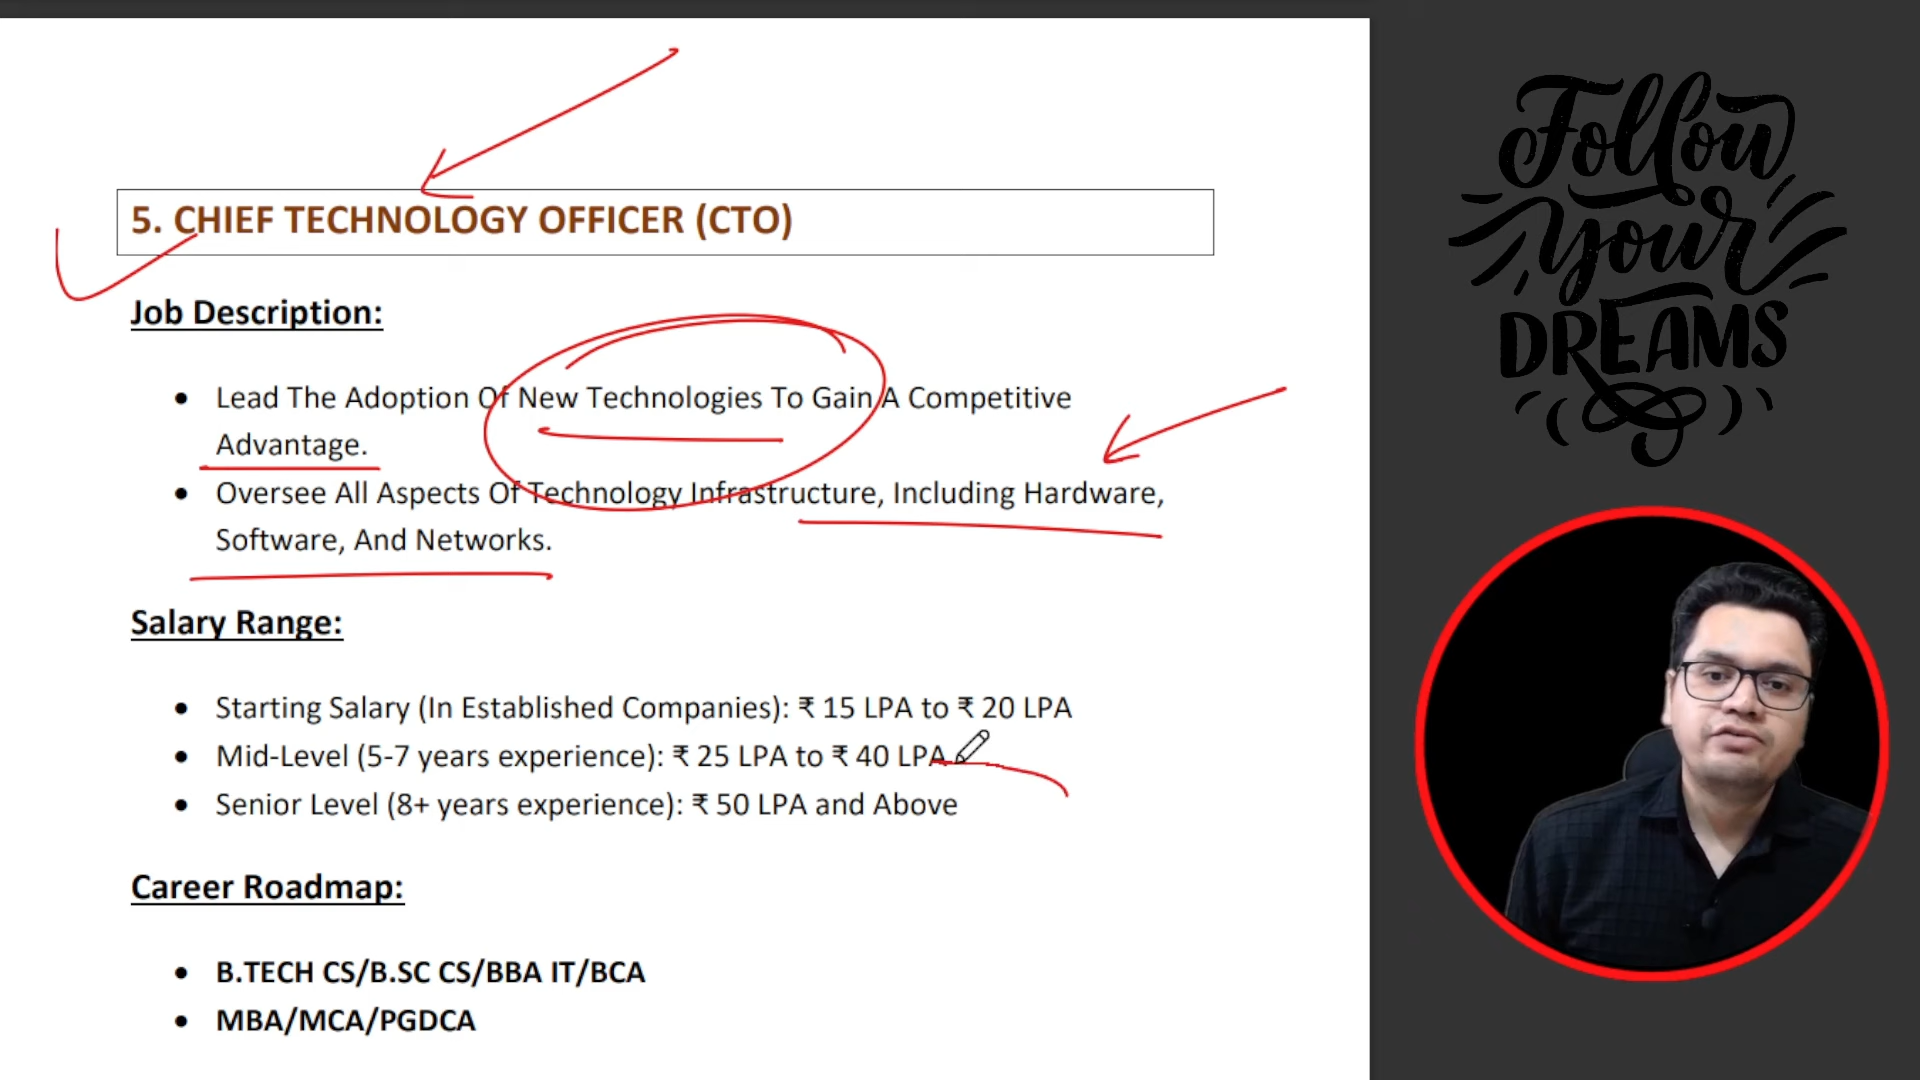 5. CHIEF TECHNOLOGY OFFICER (CTO)
Job Description:
• Lead The Adoption Of New Technologies To Gain A Competitive
Advantage.
• Oversee All Aspects Of Technology Infrastructure, Including Hardware,
Software, And Networks.
Salary Range:
• Starting Salary (In Established Companies): ₹ 15 LPA to ₹ 20 LPA
• Mid-Level (5-7 years experience): ₹ 25 LPA to ₹ 40 LPA
• Senior Level (8+ years experience): ₹ 50 LPA and Above
Career Roadmap:
• B.TECH CS/B.SC CS/BBA IT/BCA
• MBA/MCA/PGDCA
Follow
Your
DREAMS